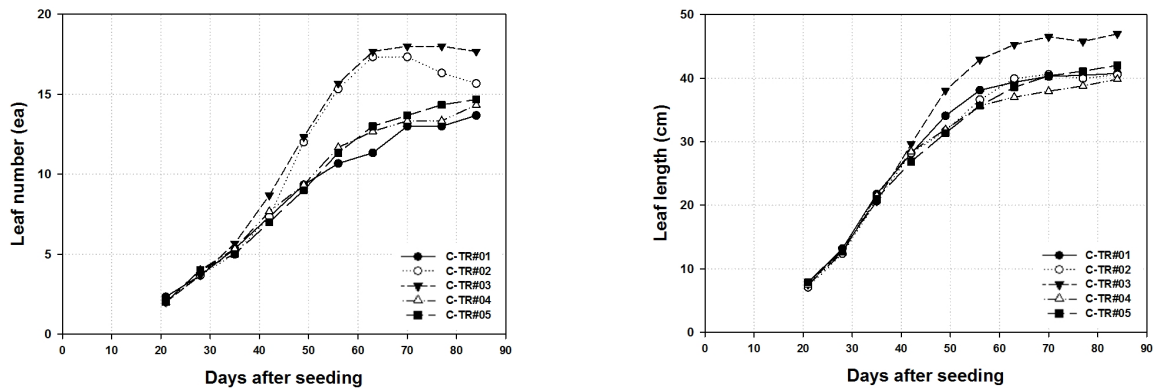 Leaf number (ea)
20
15
10
5
0
C-TR#01
C-TR#02
C-TR#03
C-TR#04
C-TR#05
0 10 20 30 40 50 60 70 80 90
Days after seeding
Leaf length (cm)
50
40
30
20
10
0
C-TR#01
C-TR#02
C-TR#03
C-TR#04
C-TR#05
0 10 20 30 40 50 60 70 80 90
Days after seeding